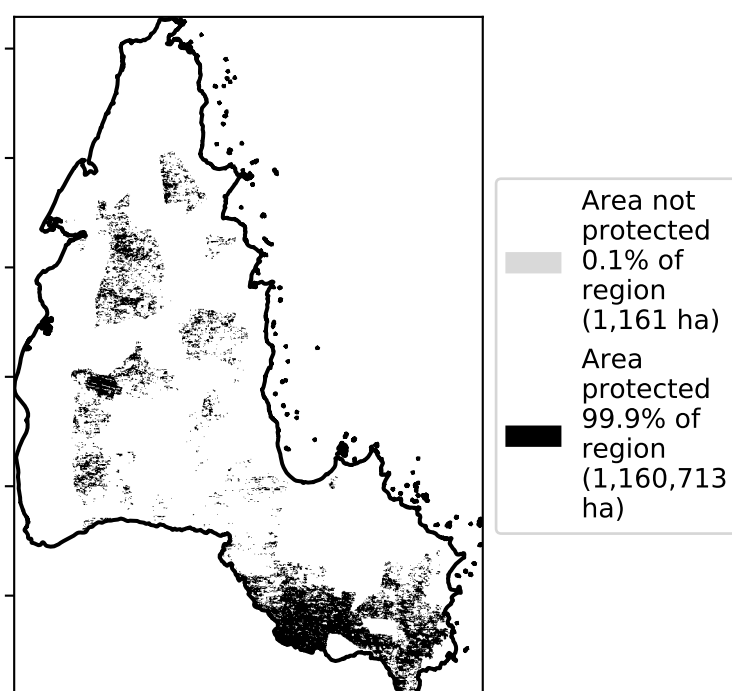 Area not
protected
0.1% of
region
(1,161 ha)
Area
protected
99.9% of
region
(1,160,713
ha)